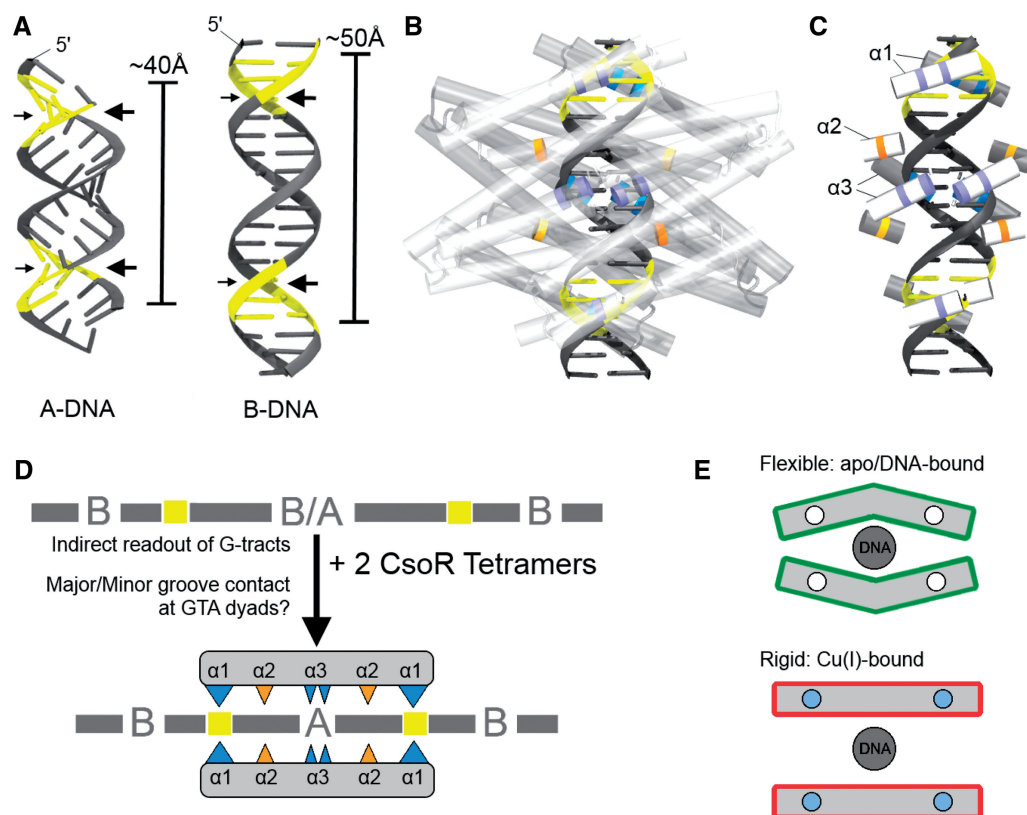 A
5'
~40Å
A-DNA
5'
~50Å
B-DNA
B
C
α1
α2
α3
D
B B/A B
Indirect readout of G-tracts
Major/Minor groove contact
at GTA dyads?
+ 2 CsoR Tetramers
α1 α2 α3 α2 α1
B A B
α1 α2 α3 α2 α1
E
Flexible: apo/DNA-bound
DNA
Rigid: Cu(I)-bound
DNA